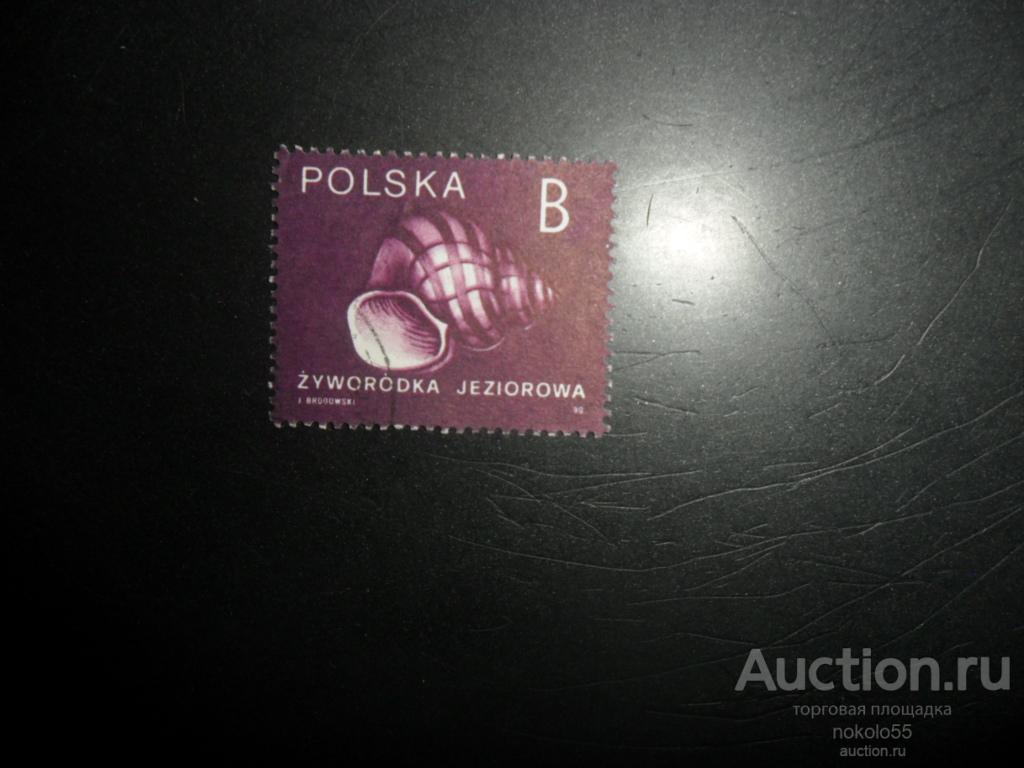 POLSKA B
ŻYWORÓDKA JEZIOROWA
J. BRODOWSKI 90
Auction.ru
торговая площадка
nokolo55
auction.ru